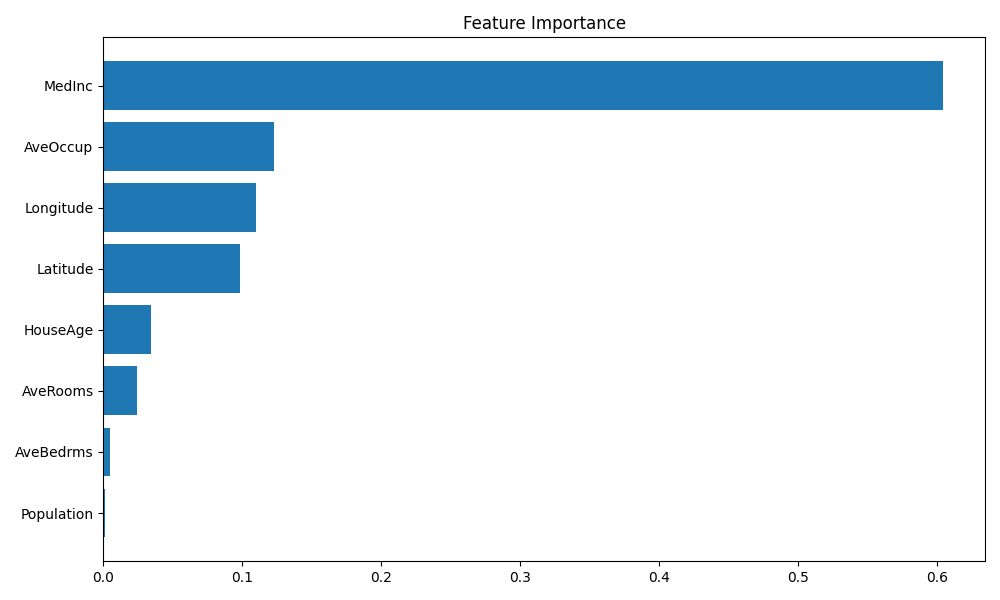 Feature Importance
MedInc
AveOccup
Longitude
Latitude
HouseAge
AveRooms
AveBedrms
Population
0.0 0.1 0.2 0.3 0.4 0.5 0.6